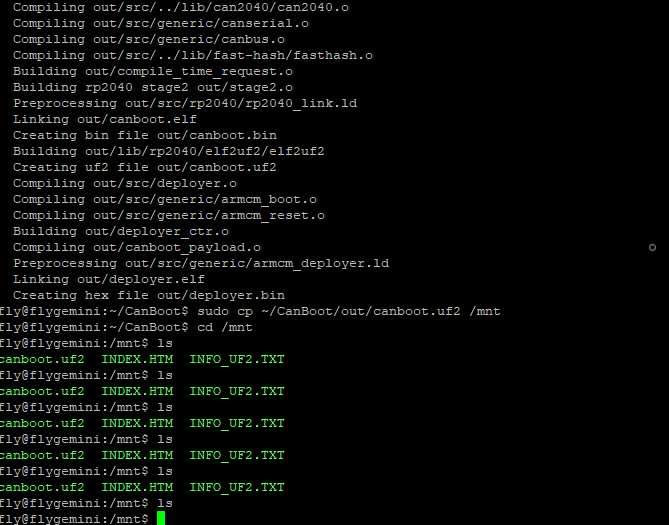 Compiling out/src/../lib/can2040/can2040.o
Compiling out/src/generic/canserial.o
Compiling out/src/generic/canbus.o
Compiling out/src/../lib/fast-hash/fasthash.o
Building out/compile_time_request.o
Building rp2040 stage2 out/stage2.o
Preprocessing out/src/rp2040/rp2040_link.ld
Linking out/canboot.elf
Creating bin file out/canboot.bin
Building out/lib/rp2040/elf2uf2/elf2uf2
Creating uf2 file out/canboot.uf2
Compiling out/src/deployer.o
Compiling out/src/generic/armcm_boot.o
Compiling out/src/generic/armcm_reset.o
Building out/deployer_ctr.o
Compiling out/canboot_payload.o
Preprocessing out/src/generic/armcm_deployer.ld
Linking out/deployer.elf
Creating hex file out/deployer.bin
fly@flygemini:~/CanBoot$ sudo cp ~/CanBoot/out/canboot.uf2 /mnt
fly@flygemini:~/CanBoot$ cd /mnt
fly@flygemini:/mnt$ ls
canboot.uf2 INDEX.HTM INFO_UF2.TXT
fly@flygemini:/mnt$ ls
canboot.uf2 INDEX.HTM INFO_UF2.TXT
fly@flygemini:/mnt$ ls
canboot.uf2 INDEX.HTM INFO_UF2.TXT
fly@flygemini:/mnt$ ls
canboot.uf2 INDEX.HTM INFO_UF2.TXT
fly@flygemini:/mnt$ ls
canboot.uf2 INDEX.HTM INFO_UF2.TXT
fly@flygemini:/mnt$ ls
fly@flygemini:/mnt$